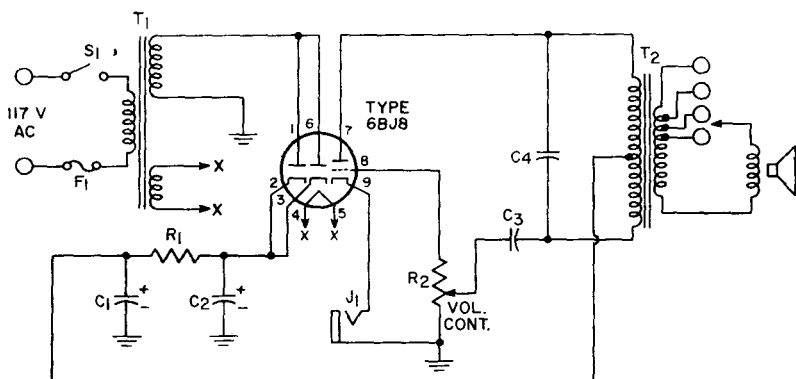 T1
S1
117 V
AC
F1
X
X
TYPE
6BJ8
1
6
7
8
9
2
3
4
5
X
X
T2
C4
C3
R1
C1
+
−
C2
+
−
J1
R2
VOL.
CONT.